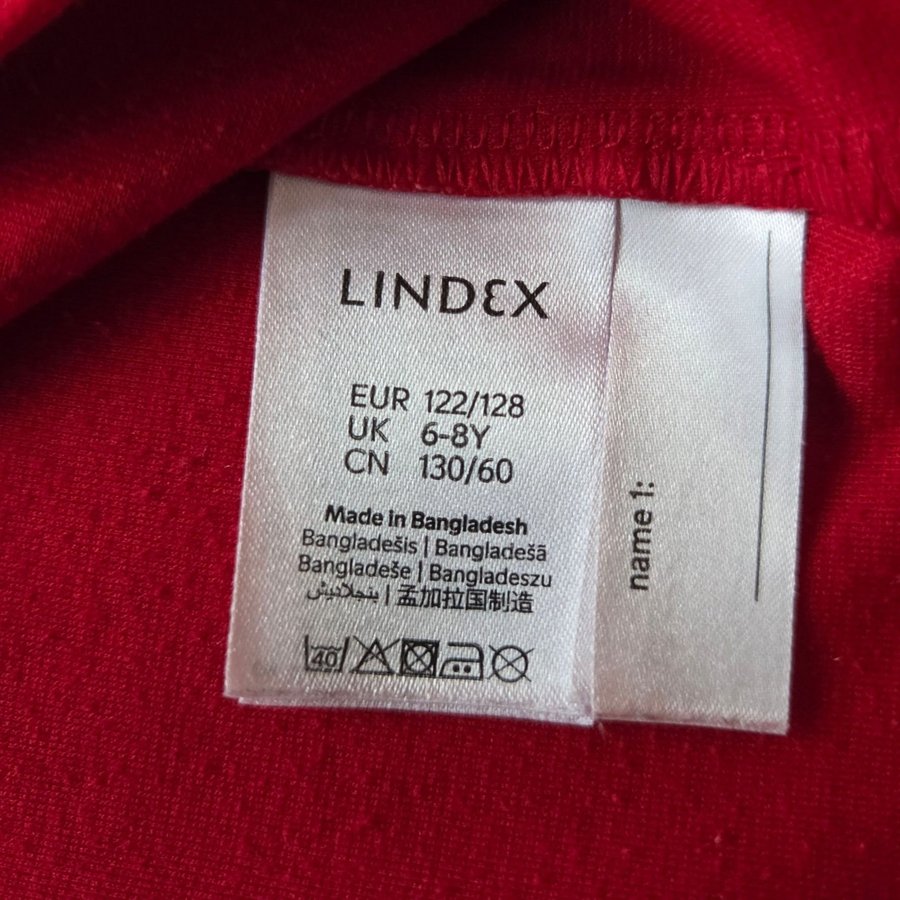 LINDEX
EUR 122/128
UK 6-8Y
CN 130/60
Made in Bangladesh
Bangladešis | Bangladešā
Bangladeše | Bangladeszu
بنجلاديش | 孟加拉国制造
40
name 1: